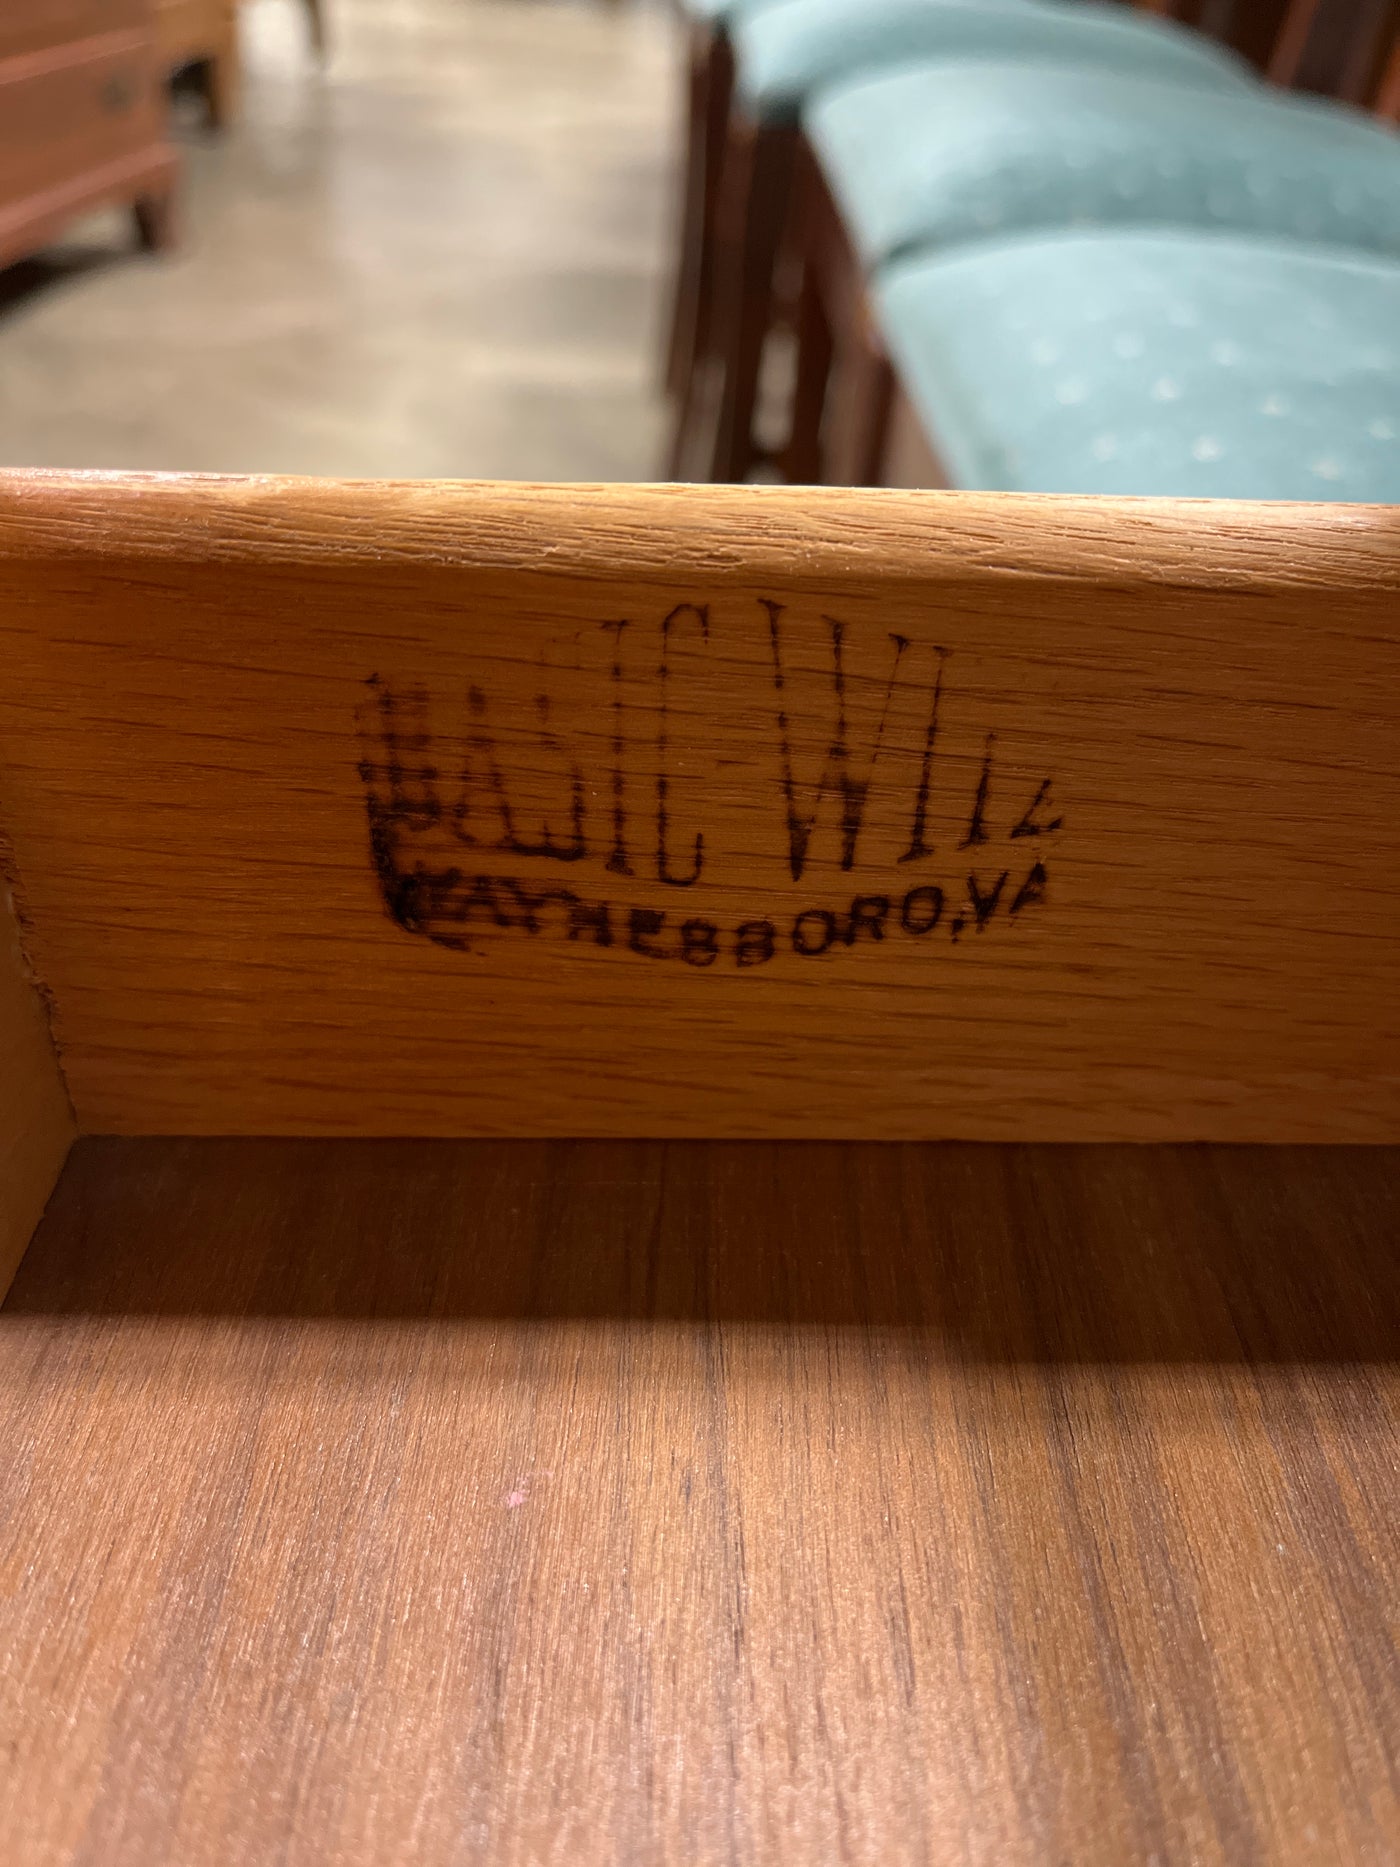 BASIC-WITZ
WAYNESBORO, VA